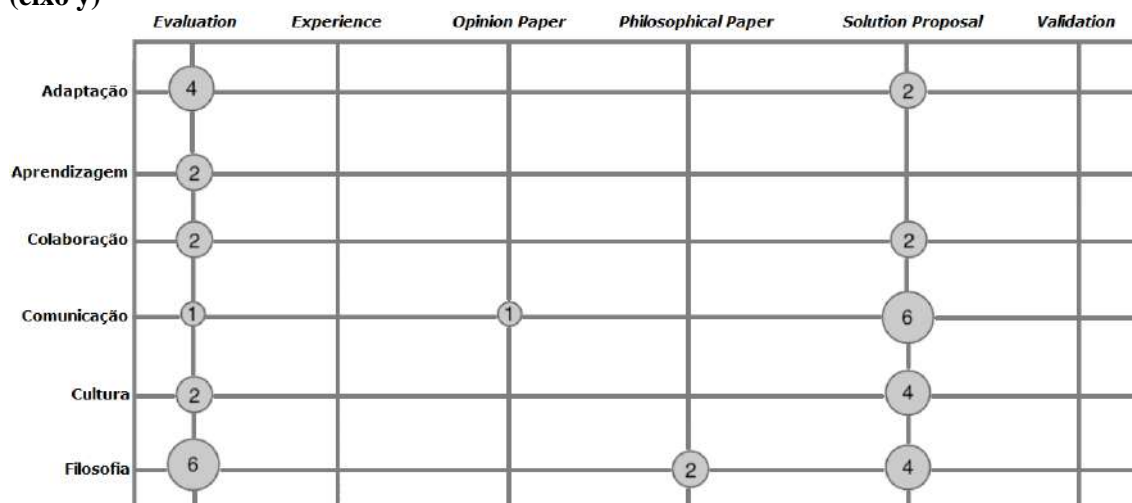 (eixo y)
Evaluation Experience Opinion Paper Philosophical Paper Solution Proposal Validation
Adaptação 4 2
Aprendizagem 2
Colaboração 2 2
Comunicação 1 1 6
Cultura 2 4
Filosofia 6 2 4